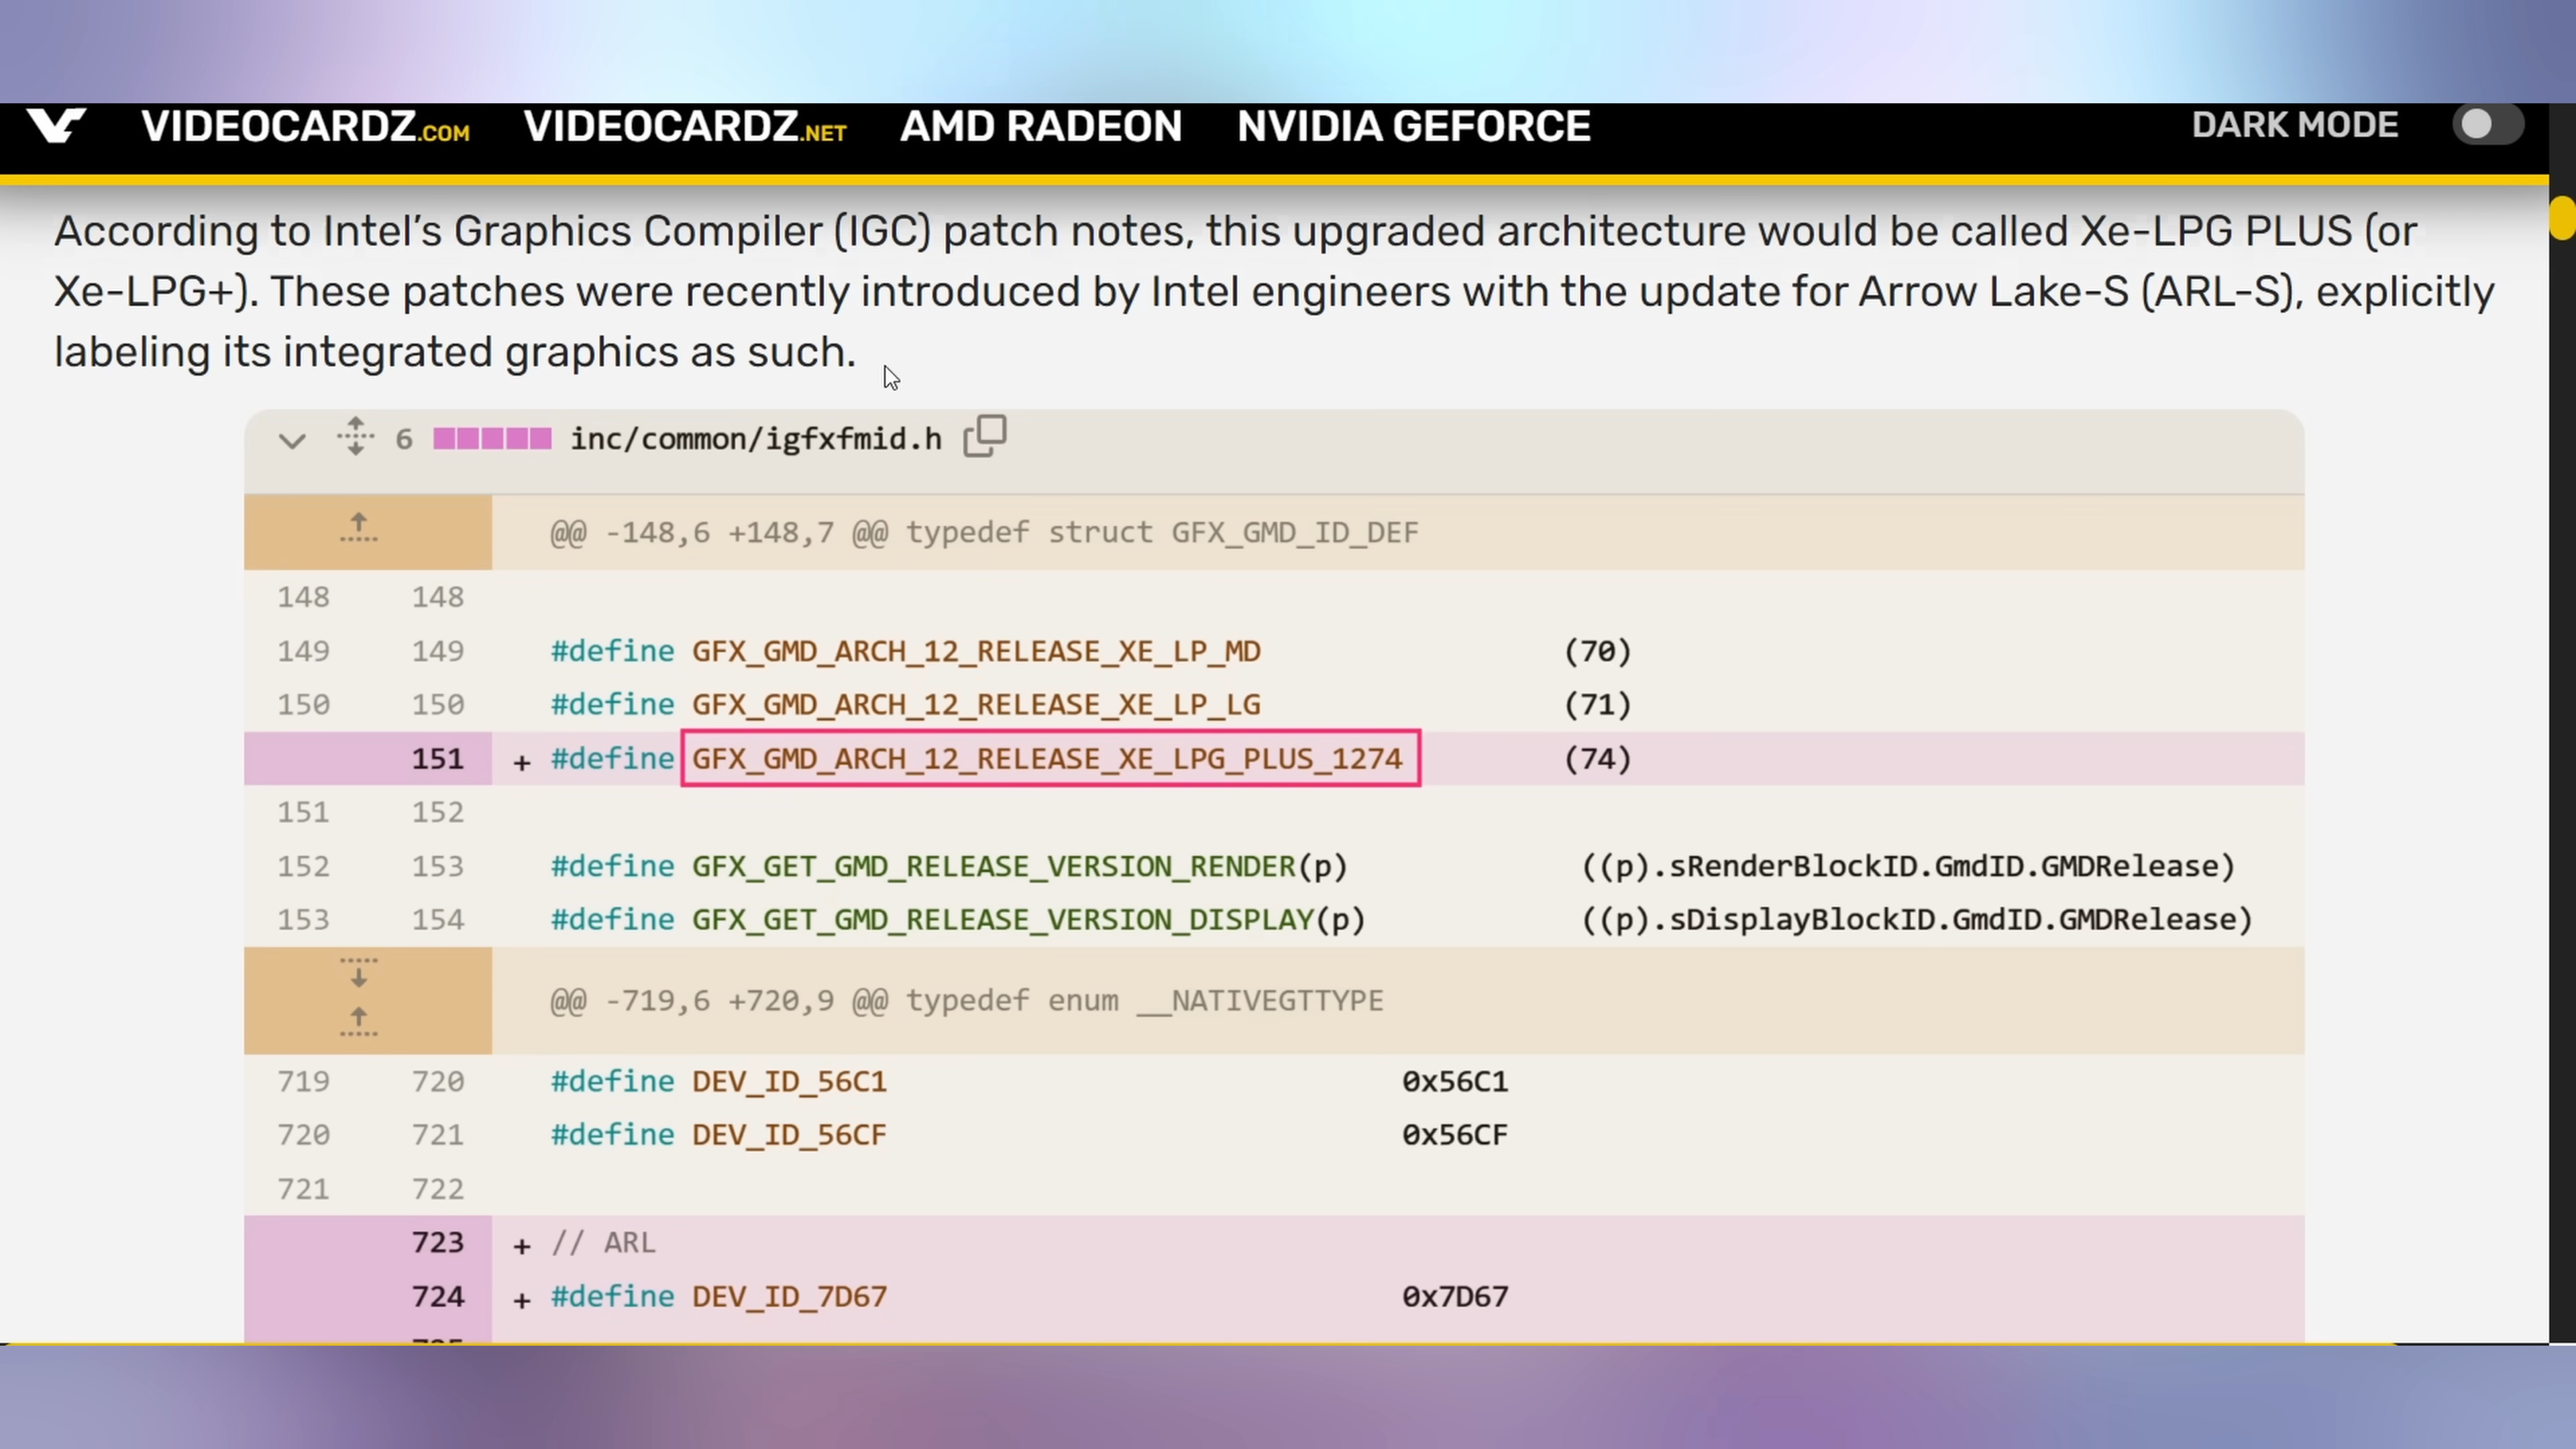 VIDEOCARDZ.COM VIDEOCARDZ.NET AMD RADEON NVIDIA GEFORCE DARK MODE
According to Intel’s Graphics Compiler (IGC) patch notes, this upgraded architecture would be called Xe-LPG PLUS (or
Xe-LPG+). These patches were recently introduced by Intel engineers with the update for Arrow Lake-S (ARL-S), explicitly
labeling its integrated graphics as such.
6 inc/common/igfxfmid.h
@@ -148,6 +148,7 @@ typedef struct GFX_GMD_ID_DEF
148 148
149 149 #define GFX_GMD_ARCH_12_RELEASE_XE_LP_MD (70)
150 150 #define GFX_GMD_ARCH_12_RELEASE_XE_LP_LG (71)
151 + #define GFX_GMD_ARCH_12_RELEASE_XE_LPG_PLUS_1274 (74)
151 152
152 153 #define GFX_GET_GMD_RELEASE_VERSION_RENDER(p) ((p).sRenderBlockID.GmdID.GMDRelease)
153 154 #define GFX_GET_GMD_RELEASE_VERSION_DISPLAY(p) ((p).sDisplayBlockID.GmdID.GMDRelease)
@@ -719,6 +720,9 @@ typedef enum __NATIVEGTTYPE
719 720 #define DEV_ID_56C1 0x56C1
720 721 #define DEV_ID_56CF 0x56CF
721 722
723 + // ARL
724 + #define DEV_ID_7D67 0x7D67